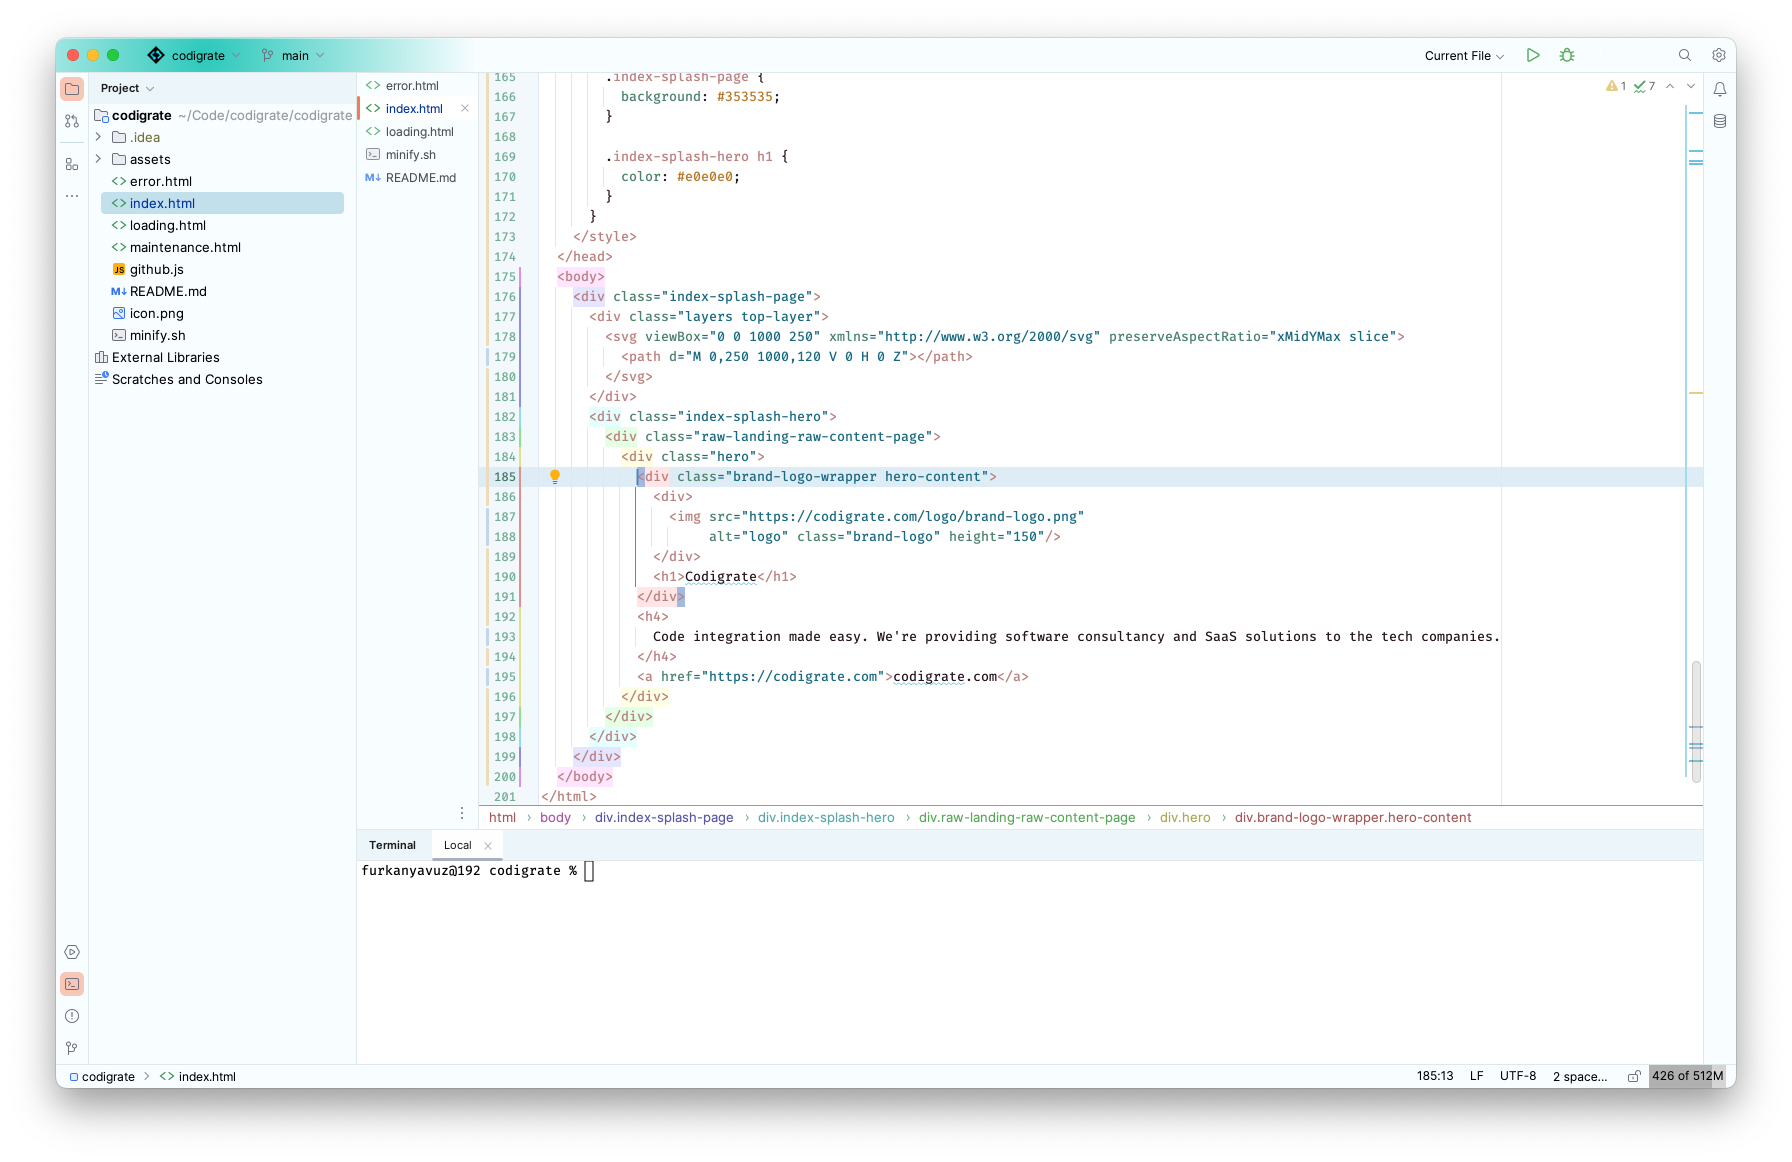 codigrate
main
Current File
Project
codigrate ~/Code/codigrate/codigrate
.idea
assets
error.html
index.html
loading.html
maintenance.html
JS github.js
M↓ README.md
icon.png
minify.sh
External Libraries
Scratches and Consoles
error.html
index.html
loading.html
minify.sh
M↓ README.md
1 7
165 .index-splash-page {
166 background: #353535;
167 }
168
169 .index-splash-hero h1 {
170 color: #e0e0e0;
171 }
172 }
173 </style>
174 </head>
175 <body>
176 <div class="index-splash-page">
177 <div class="layers top-layer">
178 <svg viewBox="0 0 1000 250" xmlns="http://www.w3.org/2000/svg" preserveAspectRatio="xMidYMax slice">
179 <path d="M 0,250 1000,120 V 0 H 0 Z"></path>
180 </svg>
181 </div>
182 <div class="index-splash-hero">
183 <div class="raw-landing-raw-content-page">
184 <div class="hero">
185 <div class="brand-logo-wrapper hero-content">
186 <div>
187 <img src="https://codigrate.com/logo/brand-logo.png"
188 alt="logo" class="brand-logo" height="150"/>
189 </div>
190 <h1>Codigrate</h1>
191 </div>
192 <h4>
193 Code integration made easy. We're providing software consultancy and SaaS solutions to the tech companies.
194 </h4>
195 <a href="https://codigrate.com">codigrate.com</a>
196 </div>
197 </div>
198 </div>
199 </div>
200 </body>
201 </html>
html › body › div.index-splash-page › div.index-splash-hero › div.raw-landing-raw-content-page › div.hero › div.brand-logo-wrapper.hero-content
Terminal Local
furkanyavuz@192 codigrate %
codigrate › index.html
185:13 LF UTF-8 2 space... 426 of 512M